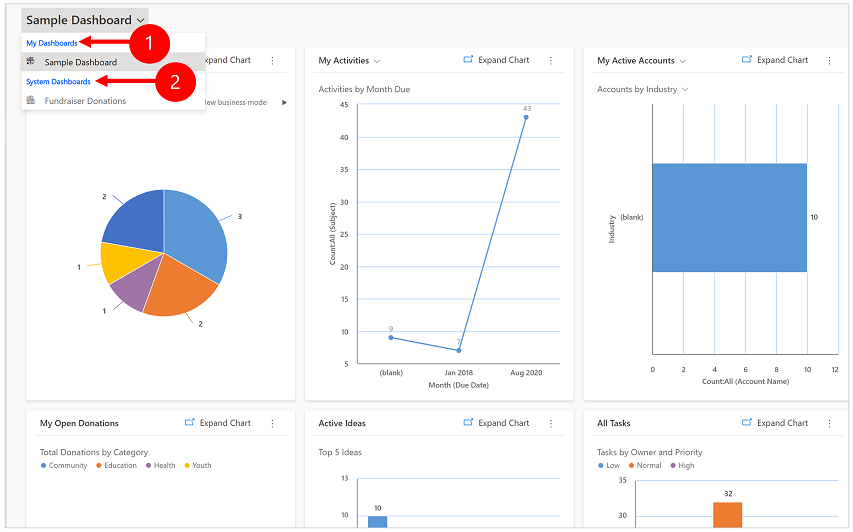 Sample Dashboard
My Dashboards
1
Sample Dashboard
System Dashboards
2
Fundraiser Donations
xpand Chart
lew business model
2
3
1
1
2
My Activities
Expand Chart
Activities by Month Due
45
40
35
30
25
20
15
10
5
Count:All (Subject)
43
9
7
(blank)
Jan 2018
Aug 2020
Month (Due Date)
My Active Accounts
Expand Chart
Accounts by Industry
Industry
(blank)
10
0 2 4 6 8 10 12
Count:All (Account Name)
My Open Donations
Expand Chart
Total Donations by Category
Community Education Health Youth
Active Ideas
Expand Chart
Top 5 Ideas
13
10
10
All Tasks
Expand Chart
Tasks by Owner and Priority
Low Normal High
35
32
30